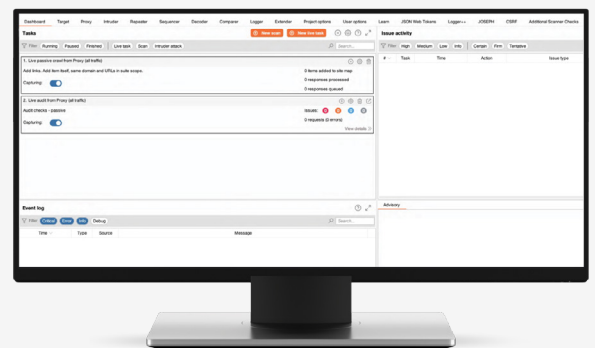 Dashboard Target Proxy Intruder Repeater Sequencer Decoder Comparer Logger Extender Project options User options Learn JSON Web Tokens Logger++ JOSEPH CSRF Additional Scanner Checks
Tasks
New scan
New live task
Filter Running Paused Finished Live task Scan Intruder attack
Search...
1. Live passive crawl from Proxy (all traffic)
Add links. Add item itself, same domain and URLs in suite scope.
0 items added to site map
Capturing:
0 responses processed
0 responses queued
2. Live audit from Proxy (all traffic)
Audit checks - passive
Issues: 0 0 0 0
Capturing:
0 requests (0 errors)
View details
Event log
Filter Critical Error Info Debug
Search...
Time Type Source Message
Issue activity
Filter High Medium Low Info Certain Firm Tentative
# Task Time Action Issue type
Advisory